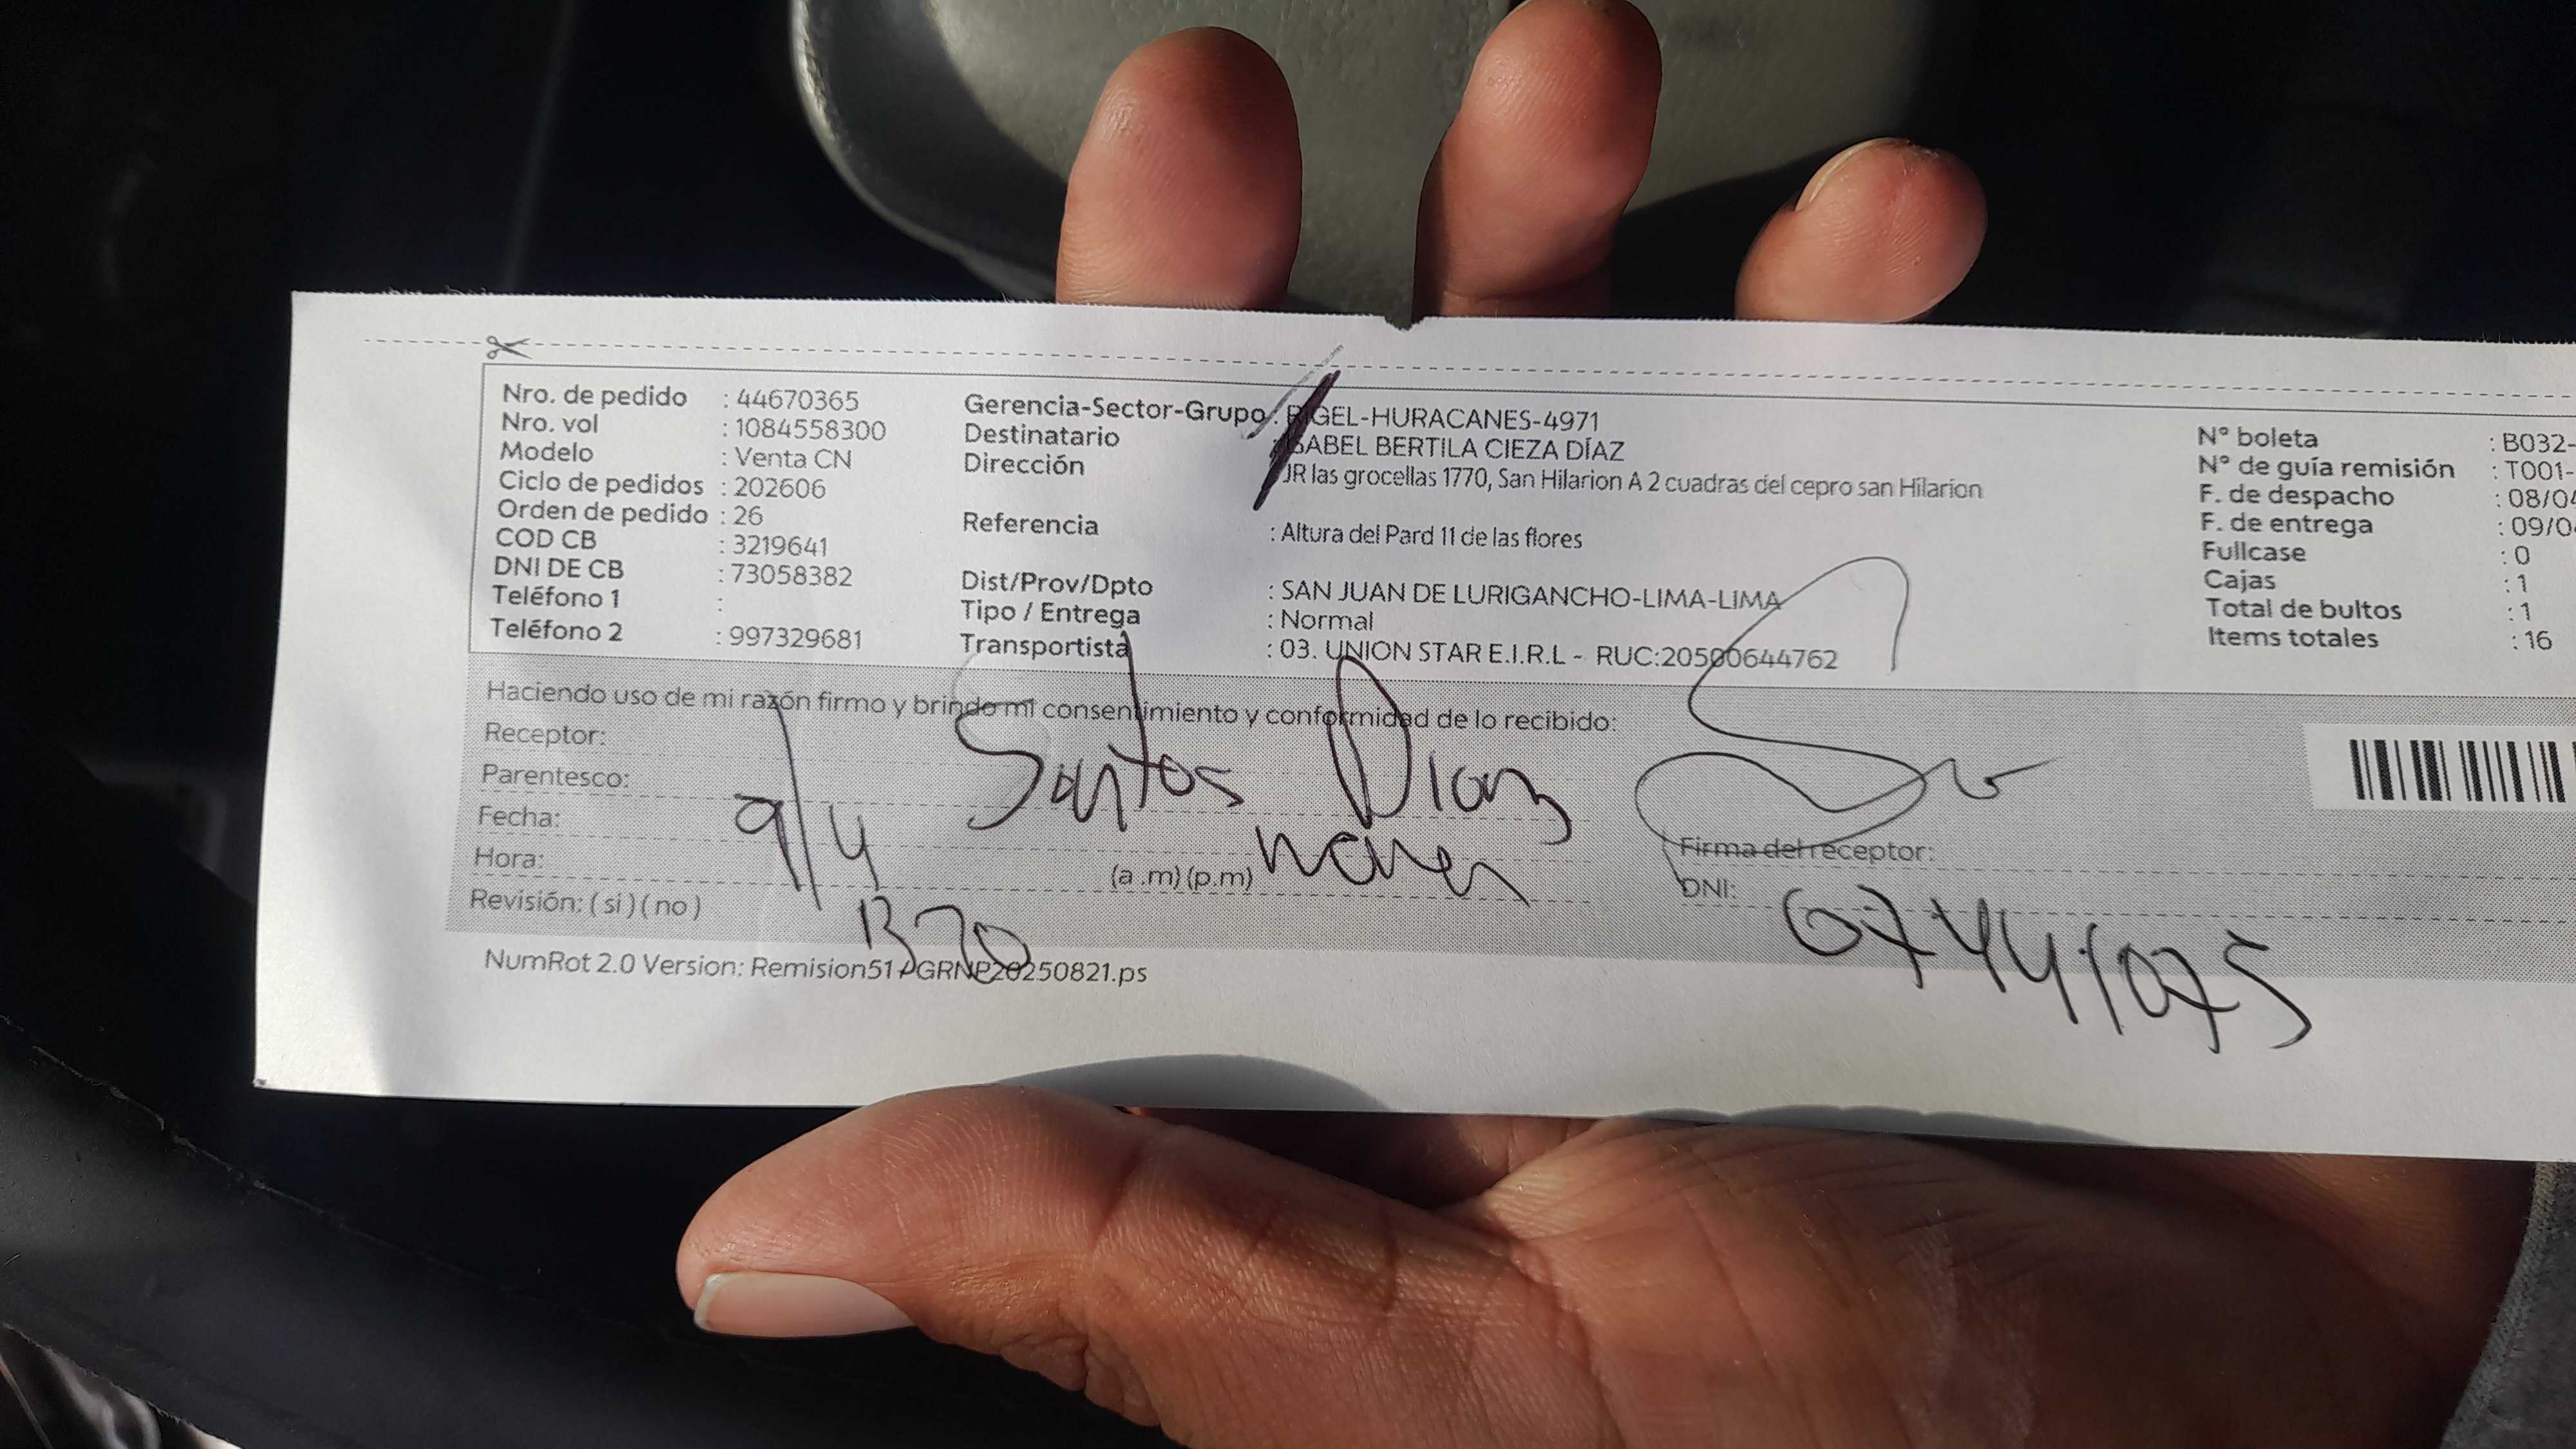 Nro. de pedido : 44670365
Nro. vol : 1084558300
Modelo : Venta CN
Ciclo de pedidos : 202606
Orden de pedido : 26
COD CB : 3219641
DNI DE CB : 73058382
Teléfono 1 :
Teléfono 2 : 997329681
Gerencia-Sector-Grupo : RIGEL-HURACANES-4971
Destinatario : ISABEL BERTILA CIEZA DÍAZ
Dirección : JR las grocellas 1770, San Hilarion A 2 cuadras del cepro san Hilarion
Referencia : Altura del Pard 11 de las flores
Dist/Prov/Dpto : SAN JUAN DE LURIGANCHO-LIMA-LIMA
Tipo / Entrega : Normal
Transportista : 03. UNION STAR E.I.R.L - RUC:20500644762
N° boleta : B032-
N° de guía remisión : T001-
F. de despacho : 08/04
F. de entrega : 09/0
Fullcase : 0
Cajas : 1
Total de bultos : 1
Items totales : 16
Haciendo uso de mi razón firmo y brindo mi consentimiento y conformidad de lo recibido:
Receptor:
Santos Diaz
Parentesco:
Fecha: 9/4
Hora: (a .m) (p.m)
Revisión: ( si ) ( no )
Firma del receptor:
DNI: 07441075
NumRot 2.0 Version: GRNP20250821.ps